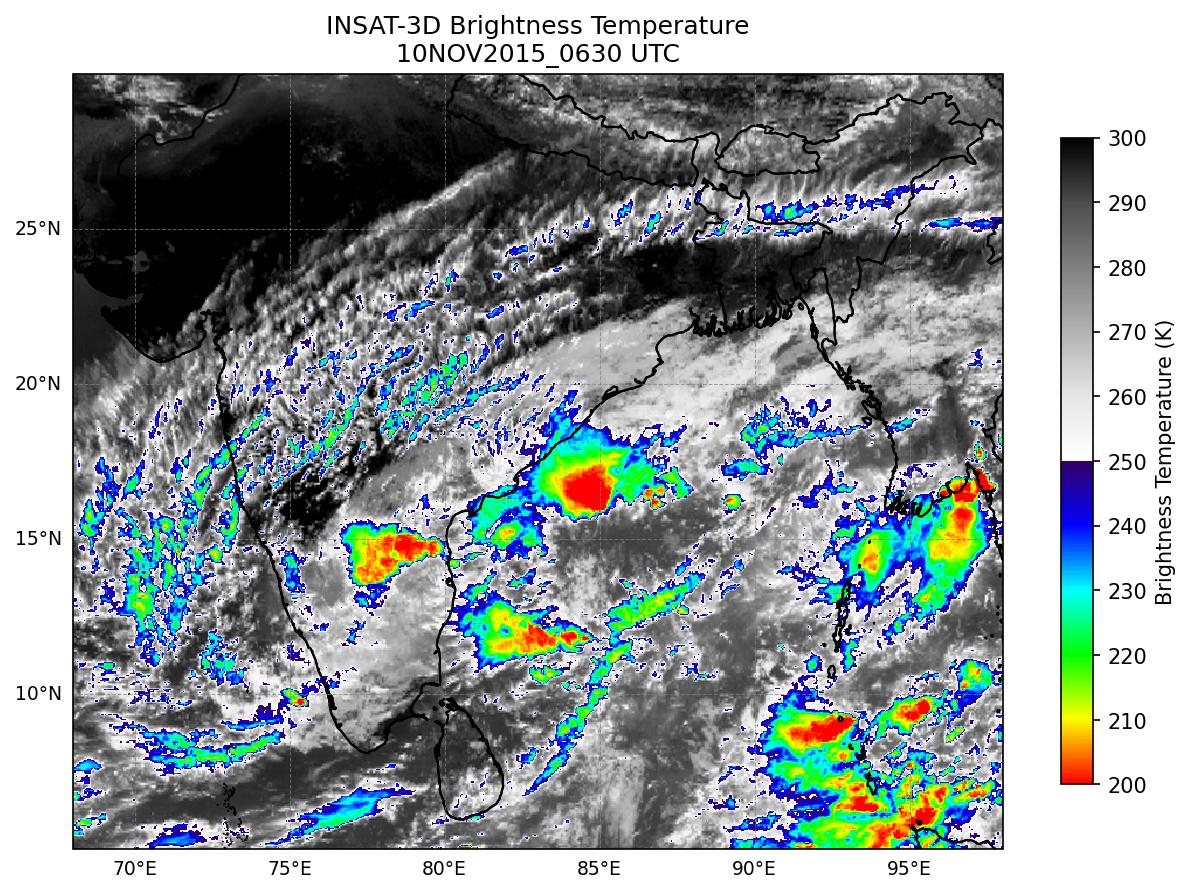 INSAT-3D Brightness Temperature
10NOV2015_0630 UTC
25°N
20°N
15°N
10°N
70°E
75°E
80°E
85°E
90°E
95°E
300
290
280
270
260
250
240
230
220
210
200
Brightness Temperature (K)